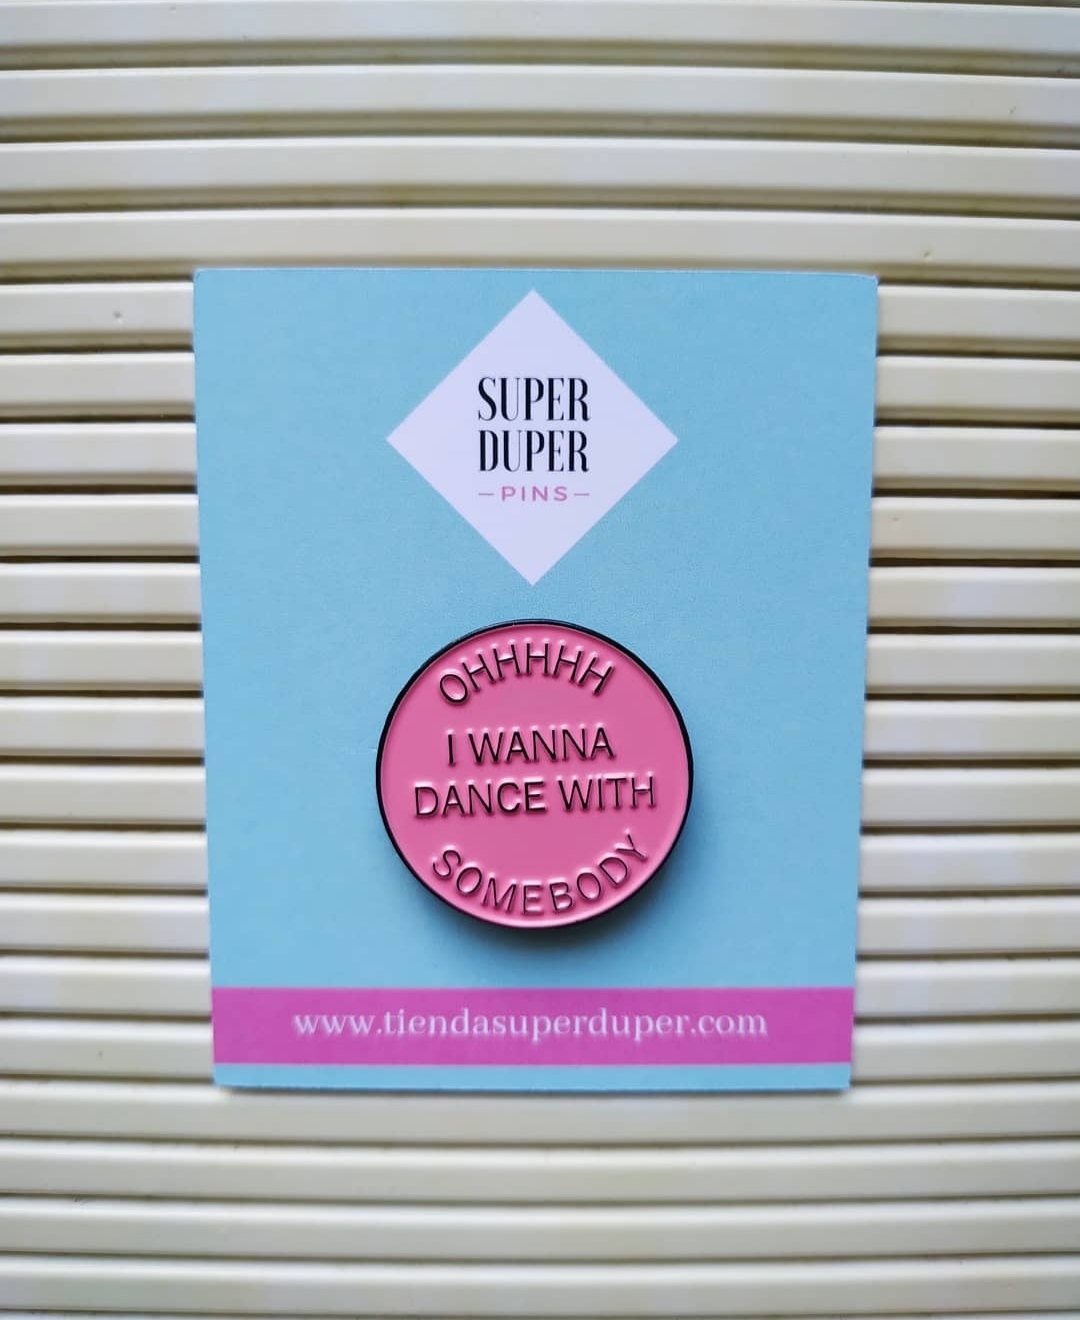 SUPER
DUPER
-PINS-
OHHHHH
I WANNA
DANCE WITH
SOMEBODY
www.tiendasuperduper.com